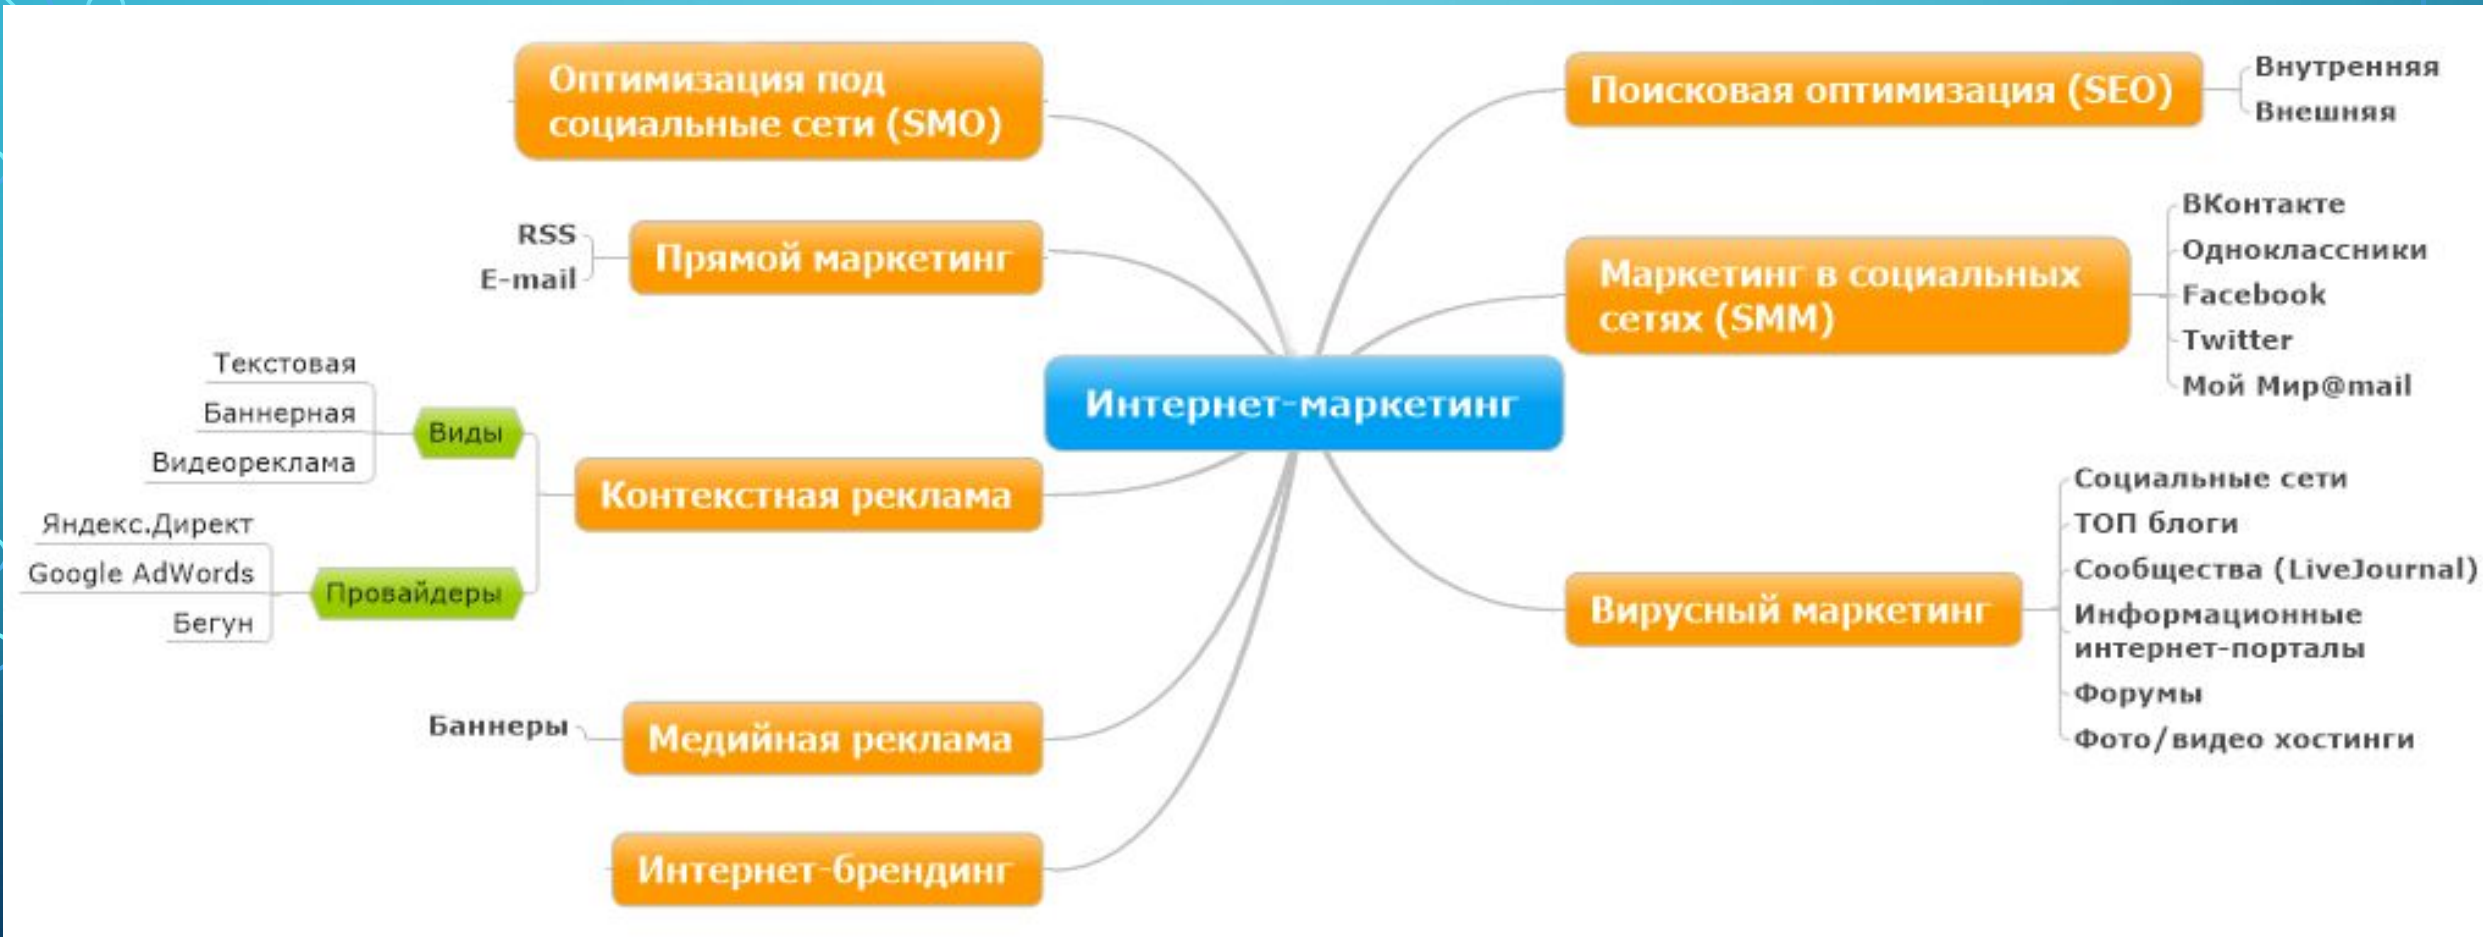 Оптимизация под
социальные сети (SMO)
RSS
E-mail
Прямой маркетинг
Текстовая
Баннерная
Видеореклама
Виды
Контекстная реклама
Яндекс.Директ
Google AdWords
Бегун
Провайдеры
Баннеры
Медийная реклама
Интернет-брендинг
Интернет-маркетинг
Поисковая оптимизация (SEO)
Внутренняя
Внешняя
Маркетинг в социальных
сетях (SMM)
ВКонтакте
Одноклассники
Facebook
Twitter
Мой Мир@mail
Вирусный маркетинг
Социальные сети
ТОП блоги
Сообщества (LiveJournal)
Информационные
интернет-порталы
Форумы
Фото/видео хостинги